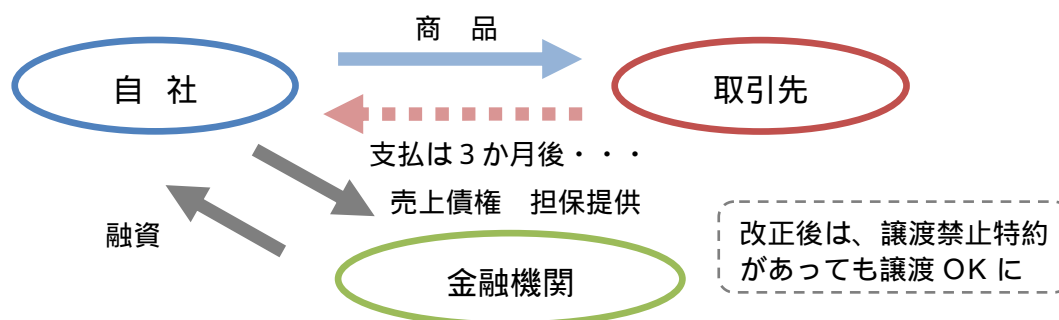 商　品
自　社
取引先
支払は３か月後・・・
売上債権　担保提供
融資
改正後は、譲渡禁止特約
があっても譲渡 OK に
金融機関